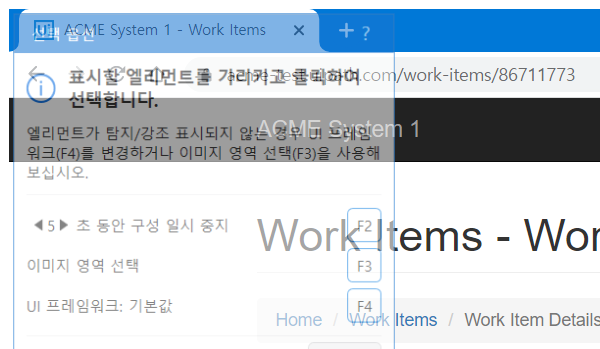 선택 옵션 ACME System 1 - Work Items × + ?
표시할 엘리먼트를 가리키고 클릭하여
선택합니다.
.com/work-items/86711773
ACME System 1
엘리먼트가 탐지/강조 표시되지 않는 경우 UI 프레임
워크(F4)를 변경하거나 이미지 영역 선택(F3)을 사용해
보십시오.
◀ 5 ▶ 초 동안 구성 일시 중지 F2
Work Items - Wor
이미지 영역 선택 F3
UI 프레임워크: 기본값 F4
Home / Work Items / Work Item Details